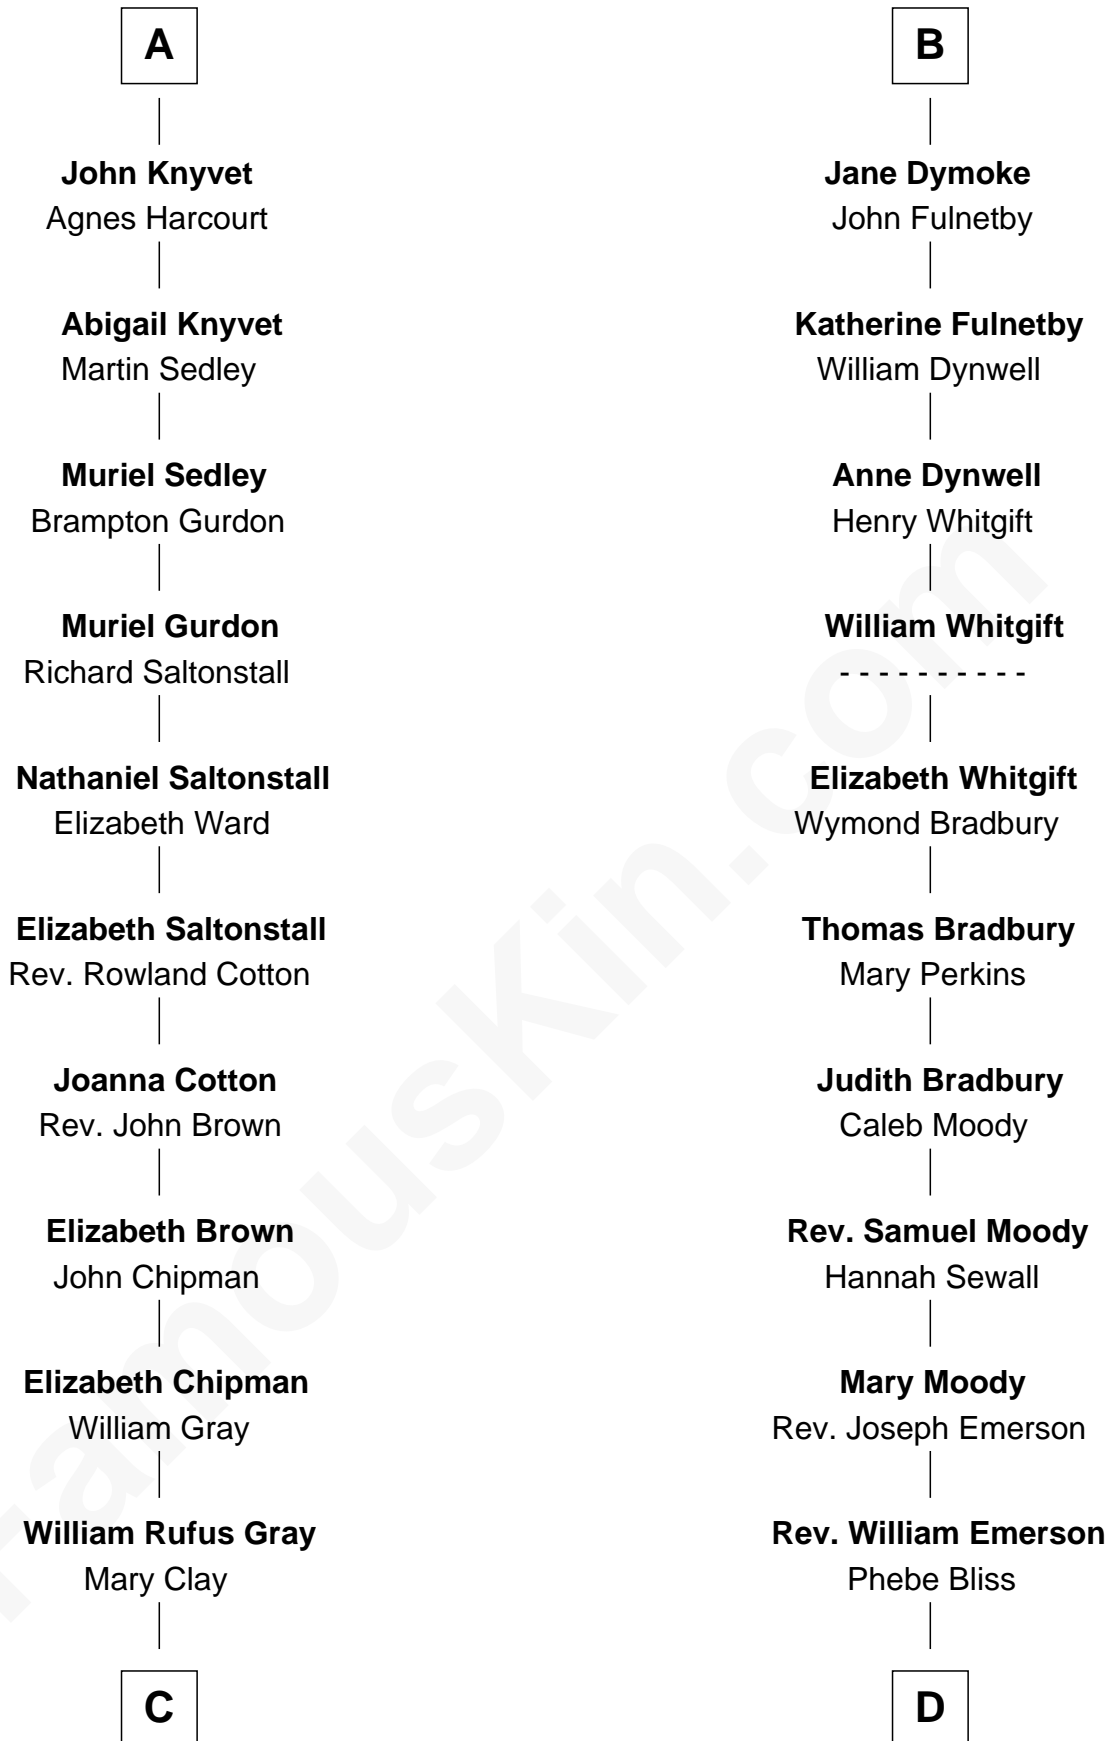 A
John Knyvet
Agnes Harcourt
Abigail Knyvet
Martin Sedley
Muriel Sedley
Brampton Gurdon
Muriel Gurdon
Richard Saltonstall
Nathaniel Saltonstall
Elizabeth Ward
Elizabeth Saltonstall
Rev. Rowland Cotton
Joanna Cotton
Rev. John Brown
Elizabeth Brown
John Chipman
Elizabeth Chipman
William Gray
William Rufus Gray
Mary Clay
C
B
Jane Dymoke
John Fulnetby
Katherine Fulnetby
William Dynwell
Anne Dynwell
Henry Whitgift
William Whitgift
- - - - - - - - - -
Elizabeth Whitgift
Wymond Bradbury
Thomas Bradbury
Mary Perkins
Judith Bradbury
Caleb Moody
Rev. Samuel Moody
Hannah Sewall
Mary Moody
Rev. Joseph Emerson
Rev. William Emerson
Phebe Bliss
D
FamousKin.com